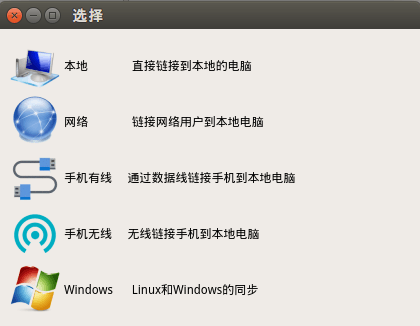 选择
本地 直接链接到本地的电脑
网络 链接网络用户到本地电脑
手机有线 通过数据线链接手机到本地电脑
手机无线 无线链接手机到本地电脑
Windows Linux和Windows的同步